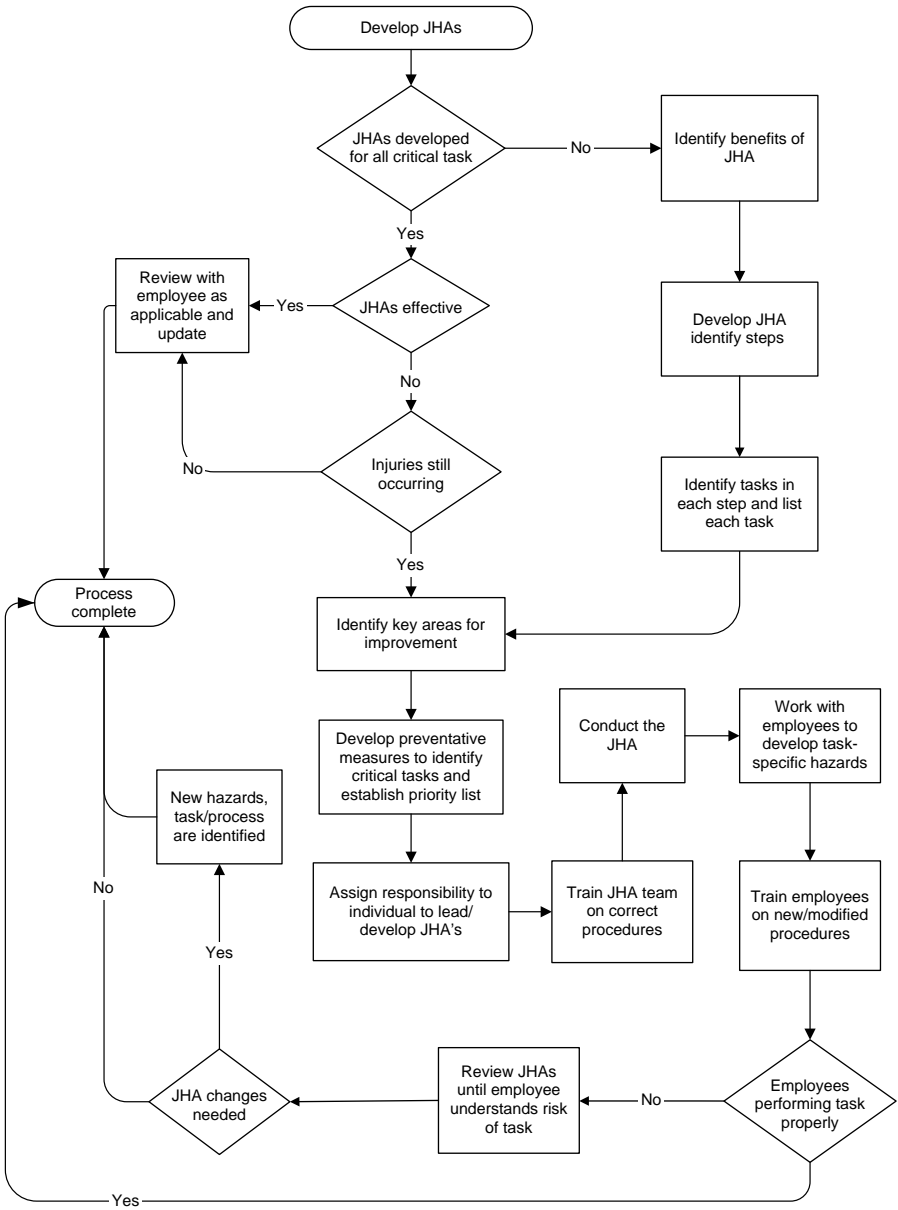 Develop JHAs
JHAs developed
for all critical task
No
Identify benefits of
JHA
Yes
Review with
employee as
applicable and
update
Yes
JHAs effective
Develop JHA
identify steps
No
No
Injuries still
occurring
Identify tasks in
each step and list
each task
Yes
Process
complete
Identify key areas for
improvement
Develop preventative
measures to identify
critical tasks and
establish priority list
Conduct the
JHA
Work with
employees to
develop task-
specific hazards
New hazards,
task/process
are identified
No
Assign responsibility to
individual to lead/
develop JHA's
Train JHA team
on correct
procedures
Train employees
on new/modified
procedures
Yes
JHA changes
needed
Review JHAs
until employee
understands risk
of task
No
Employees
performing task
properly
Yes